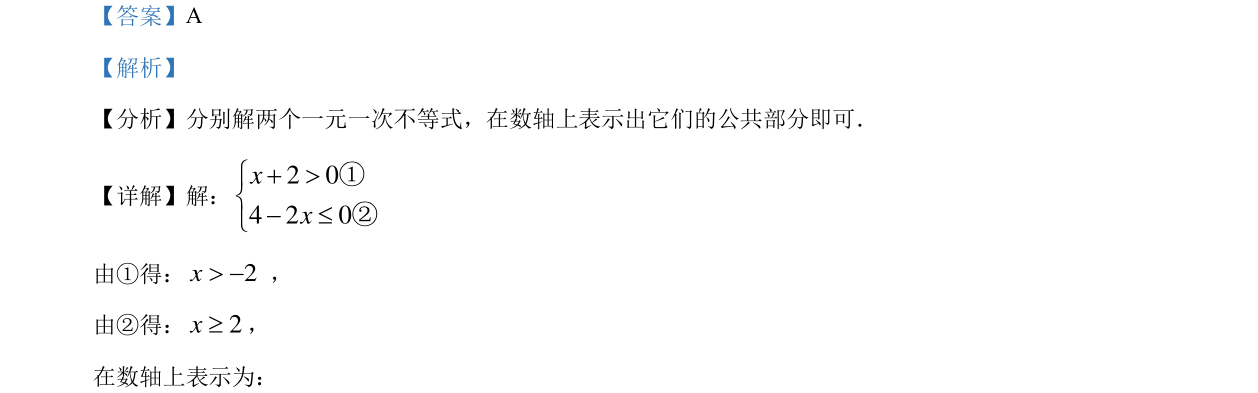 【答案】A
【解析】
【分析】分别解两个一元一次不等式，在数轴上表示出它们的公共部分即可．
【详解】解：{x+2>0①
4−2x≤0②
由①得：x>−2 ，
由②得：x≥2，
在数轴上表示为：